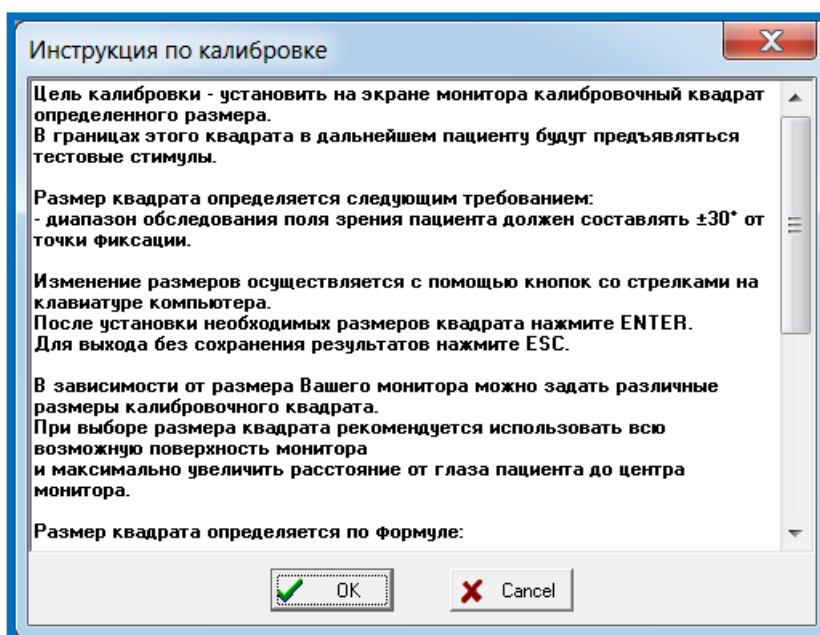 Инструкция по калибровке
Цель калибровки - установить на экране монитора калибровочный квадрат
определенного размера.
В границах этого квадрата в дальнейшем пациенту будут предъявляться
тестовые стимулы.
Размер квадрата определяется следующим требованием:
- диапазон обследования поля зрения пациента должен составлять ±30* от
точки фиксации.
Изменение размеров осуществляется с помощью кнопок со стрелками на
клавиатуре компьютера.
После установки необходимых размеров квадрата нажмите ENTER.
Для выхода без сохранения результатов нажмите ESC.
В зависимости от размера Вашего монитора можно задать различные
размеры калибровочного квадрата.
При выборе размера квадрата рекомендуется использовать всю
возможную поверхность монитора
и максимально увеличить расстояние от глаза пациента до центра
монитора.
Размер квадрата определяется по формуле:
OK Cancel